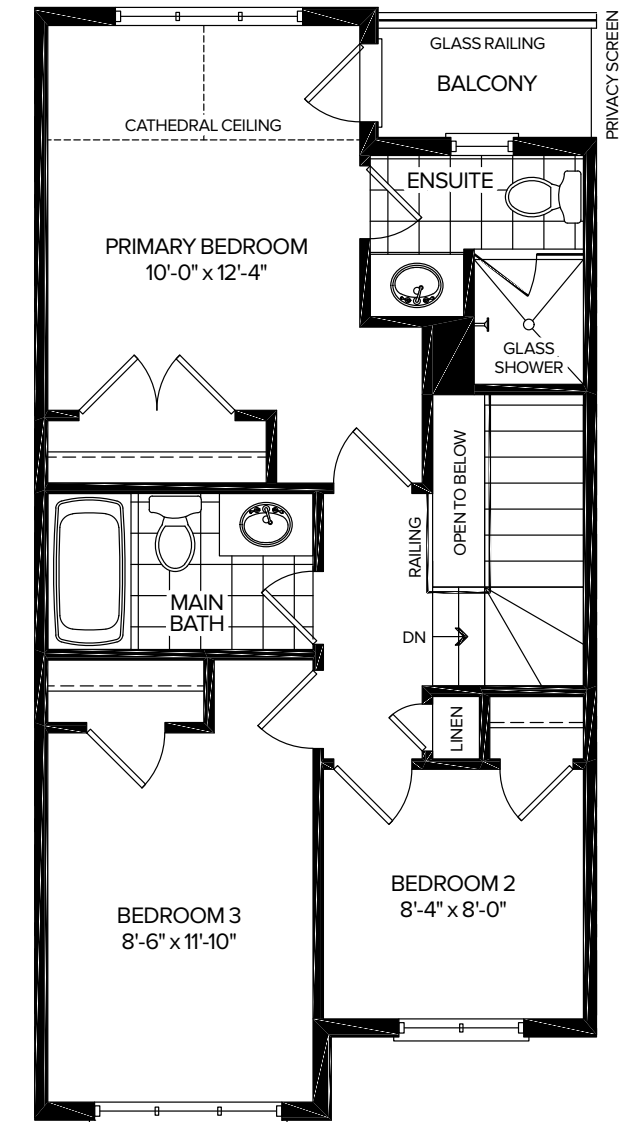 GLASS RAILING
BALCONY
PRIVACY SCREEN
CATHEDRAL CEILING
ENSUITE
PRIMARY BEDROOM
10'-0" x 12'-4"
GLASS
SHOWER
OPEN TO BELOW
RAILING
MAIN
BATH
DN
LINEN
BEDROOM 2
8'-4" x 8'-0"
BEDROOM 3
8'-6" x 11'-10"